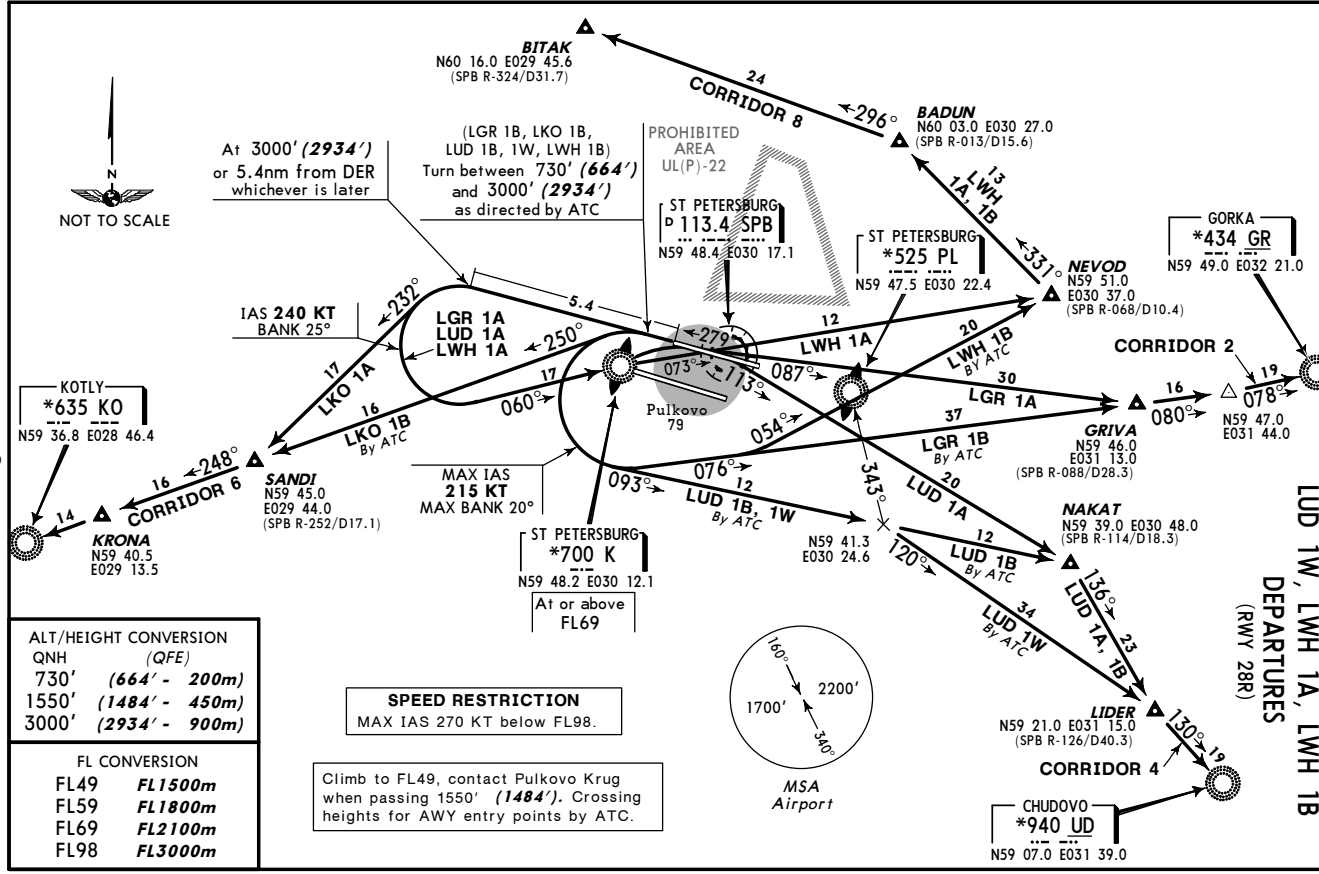 BITAK
N60 16.0 E029 45.6
(SPB R-324/D31.7)
24
CORRIDOR 8
296°
BADUN
N60 03.0 E030 27.0
(SPB R-013/D15.6)
13
LWH
1A, 1B
331°
NEVOD
N59 51.0
E030 37.0
(SPB R-068/D10.4)
N
NOT TO SCALE
At 3000' (2934')
or 5.4nm from DER
whichever is later
(LGR 1B, LKO 1B,
LUD 1B, 1W, LWH 1B)
Turn between 730' (664')
and 3000' (2934')
as directed by ATC
PROHIBITED
AREA
UL(P)-22
ST PETERSBURG
D 113.4 SPB
N59 48.4 E030 17.1
ST PETERSBURG
*525 PL
N59 47.5 E030 22.4
GORKA
*434 GR
N59 49.0 E032 21.0
IAS 240 KT
BANK 25°
LGR 1A
LUD 1A
LWH 1A
232°
17
LKO 1A
5.4
250°
279°
073°
113°
087°
12
LWH 1A
20
LWH 1B
By ATC
30
LGR 1A
CORRIDOR 2
19
16
080°
078°
N59 47.0
E031 44.0
GRIVA
N59 46.0
E031 13.0
(SPB R-088/D28.3)
17
060°
16
LKO 1B
By ATC
Pulkovo
79
054°
37
LGR 1B
By ATC
076°
093°
12
LUD 1B, 1W
By ATC
343°
20
LUD 1A
KOTLY
*635 KO
N59 36.8 E028 46.4
248°
16
CORRIDOR 6
14
SANDI
N59 45.0
E029 44.0
(SPB R-252/D17.1)
KRONA
N59 40.5
E029 13.5
MAX IAS
215 KT
MAX BANK 20°
ST PETERSBURG
*700 K
N59 48.2 E030 12.1
At or above
FL69
N59 41.3
E030 24.6
12
LUD 1B
By ATC
120°
34
LUD 1W
By ATC
NAKAT
N59 39.0 E030 48.0
(SPB R-114/D18.3)
136°
23
LUD 1A, 1B
LIDER
N59 21.0 E031 15.0
(SPB R-126/D40.3)
130°
19
CORRIDOR 4
CHUDOVO
*940 UD
N59 07.0 E031 39.0
LUD 1W, LWH 1A, LWH 1B
DEPARTURES
(RWY 28R)
ALT/HEIGHT CONVERSION
QNH (QFE)
730' (664' - 200m)
1550' (1484' - 450m)
3000' (2934' - 900m)
FL CONVERSION
FL49 FL1500m
FL59 FL1800m
FL69 FL2100m
FL98 FL3000m
SPEED RESTRICTION
MAX IAS 270 KT below FL98.
Climb to FL49, contact Pulkovo Krug
when passing 1550' (1484'). Crossing
heights for AWY entry points by ATC.
160°
2200'
1700'
340°
MSA
Airport